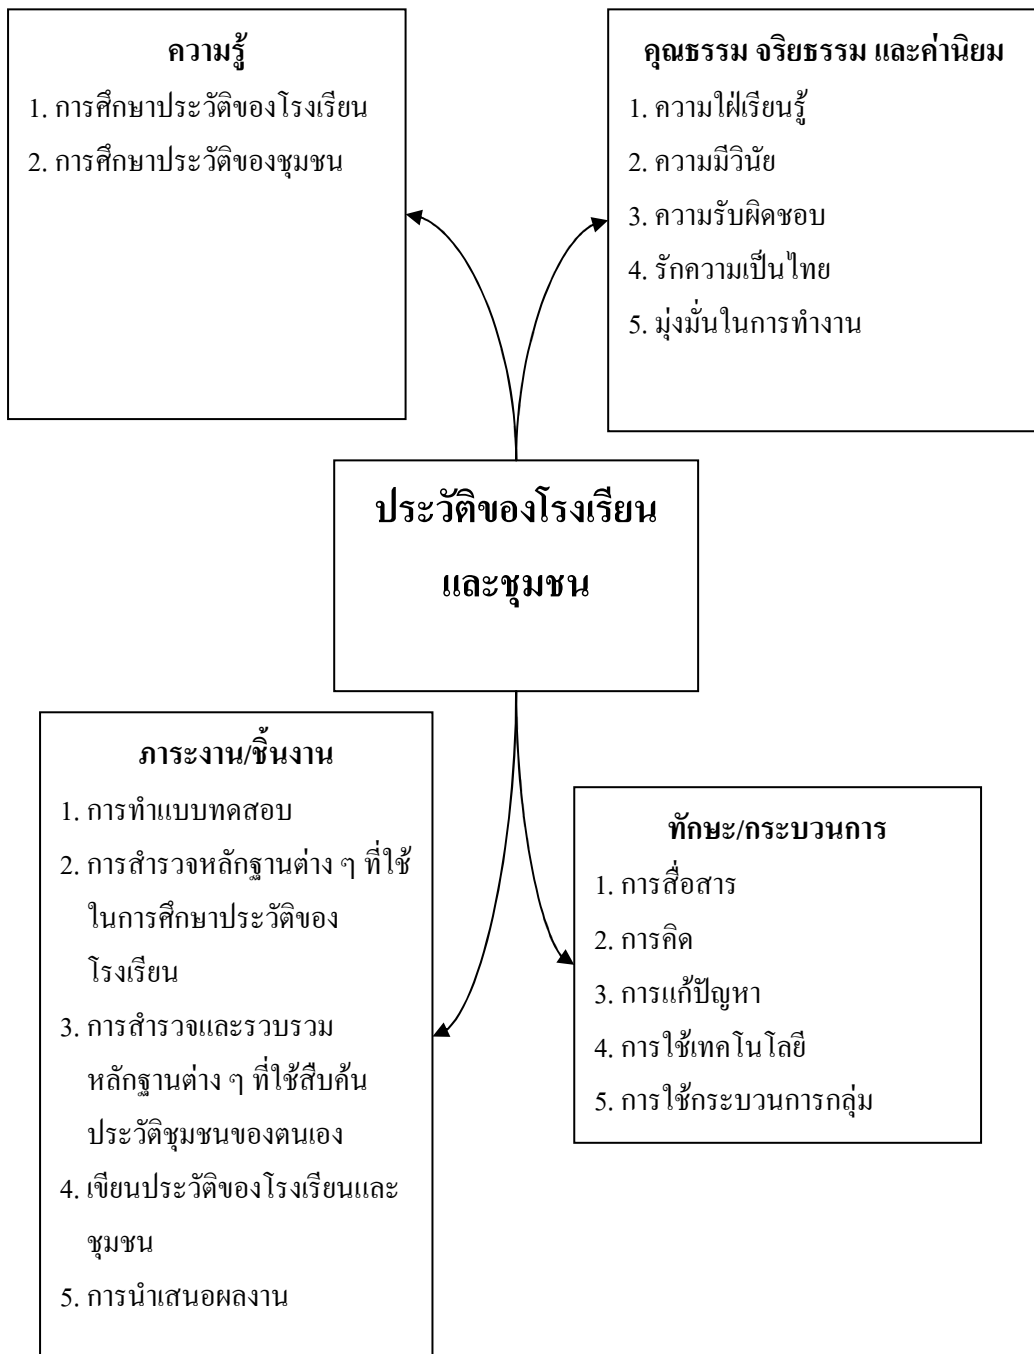 ความรู้
1. การศึกษาประวัติของโรงเรียน
2. การศึกษาประวัติของชุมชน
คุณธรรม จริยธรรม และค่านิยม
1. ความใฝ่เรียนรู้
2. ความมีวินัย
3. ความรับผิดชอบ
4. รักความเป็นไทย
5. มุ่งมั่นในการทำงาน
ประวัติของโรงเรียน
และชุมชน
ภาระงาน/ชิ้นงาน
1. การทำแบบทดสอบ
2. การสำรวจหลักฐานต่าง ๆ ที่ใช้
ในการศึกษาประวัติของ
โรงเรียน
3. การสำรวจและรวบรวม
หลักฐานต่าง ๆ ที่ใช้สืบค้น
ประวัติชุมชนของตนเอง
4. เขียนประวัติของโรงเรียนและ
ชุมชน
5. การนำเสนอผลงาน
ทักษะ/กระบวนการ
1. การสื่อสาร
2. การคิด
3. การแก้ปัญหา
4. การใช้เทคโนโลยี
5. การใช้กระบวนการกลุ่ม